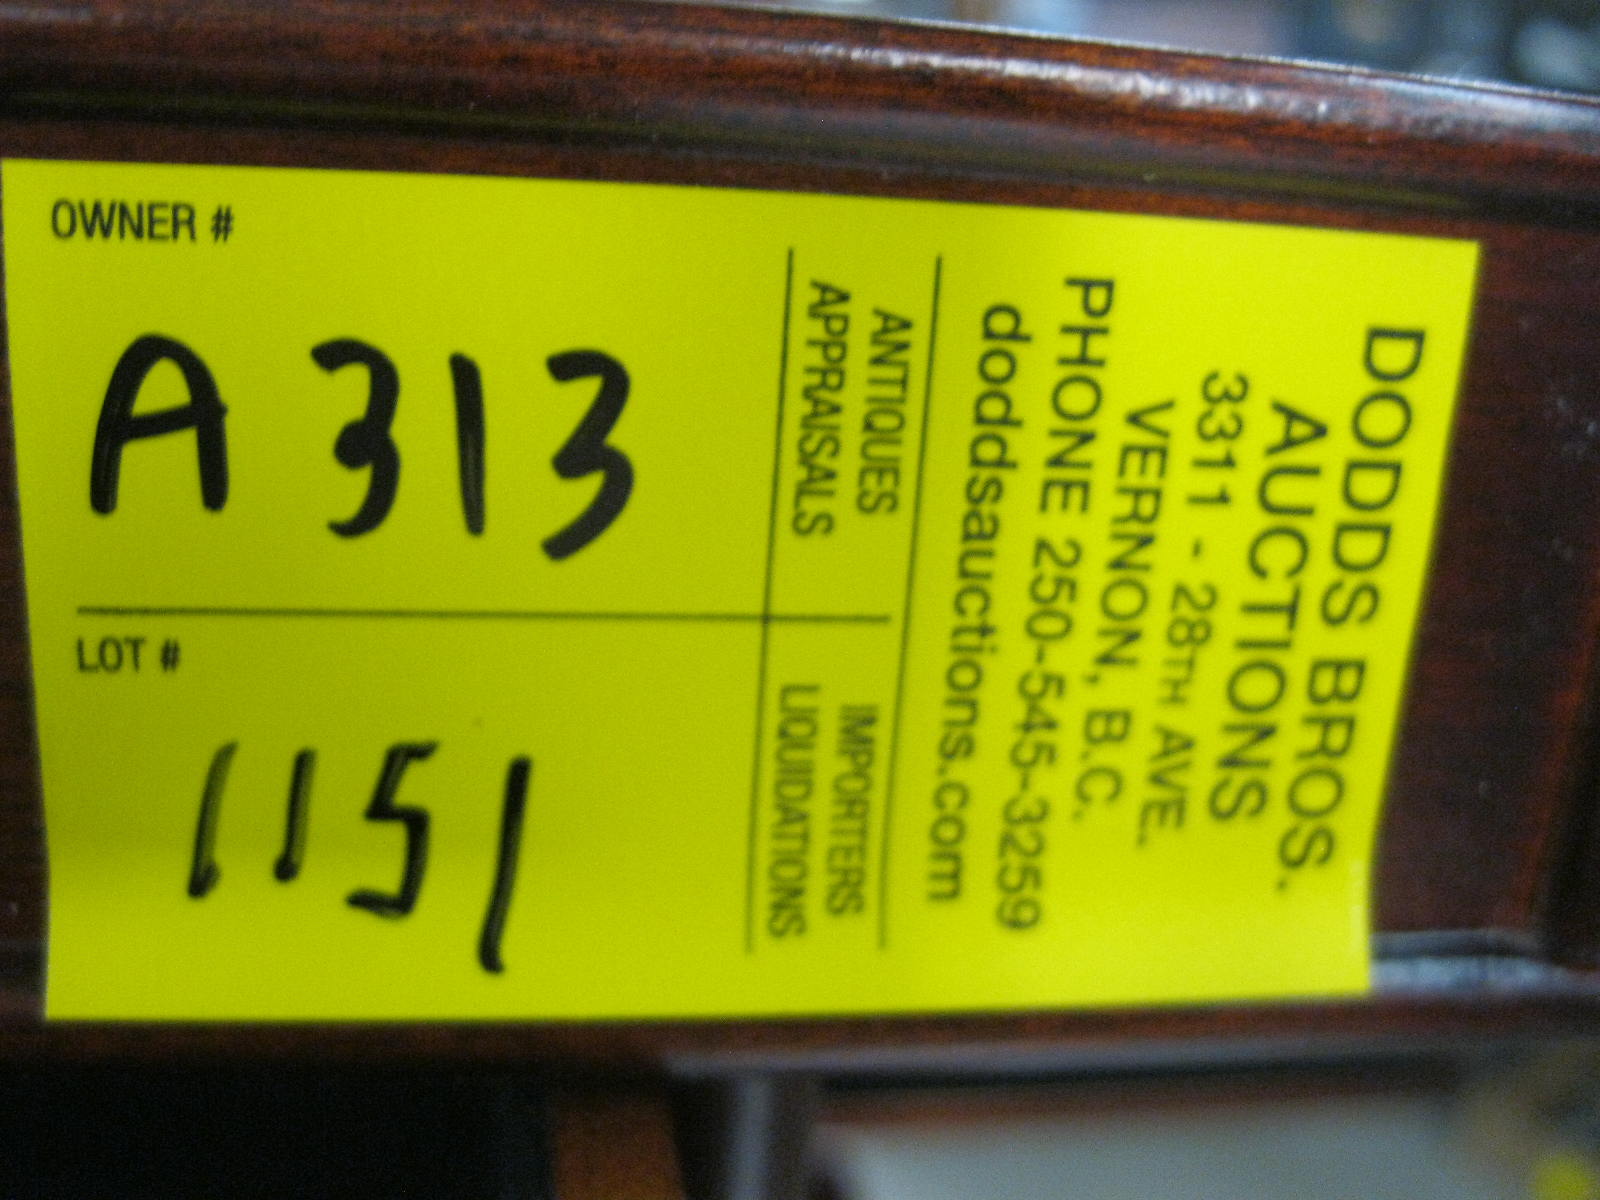 OWNER #
A 313
LOT #
1151
ANTIQUES
APPRAISALS
IMPORTERS
LIQUIDATIONS
DODDS BROS.
AUCTIONS
3311 - 28TH AVE.
VERNON, B.C.
PHONE 250-545-3259
doddsauctions.com